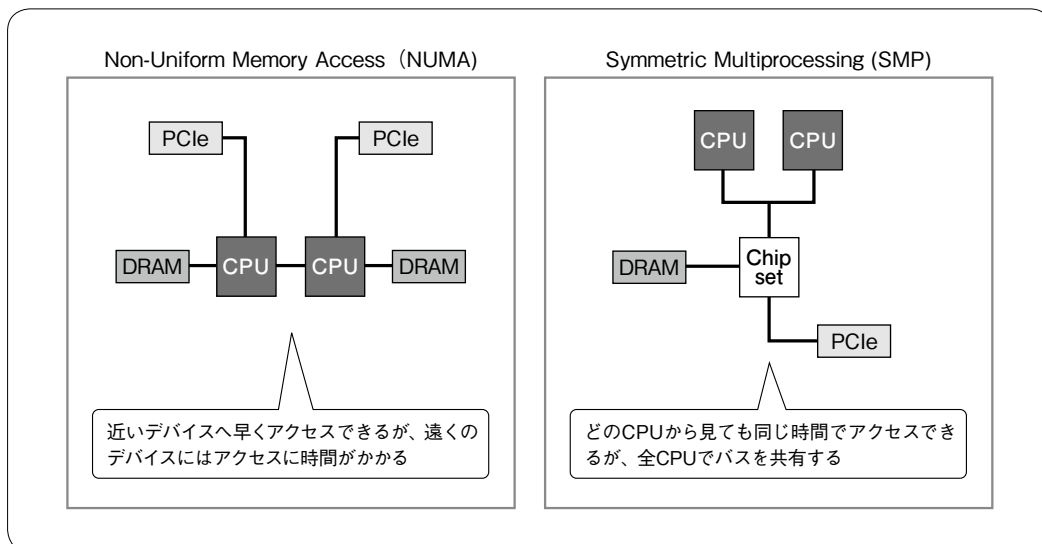 Non-Uniform Memory Access（NUMA)
PCIe
PCIe
DRAM
CPU
CPU
DRAM
近いデバイスへ早くアクセスできるが、遠くの
デバイスにはアクセスに時間がかかる
Symmetric Multiprocessing (SMP)
CPU
CPU
Chip
set
DRAM
PCIe
どのCPUから見ても同じ時間でアクセスでき
るが、全CPUでバスを共有する